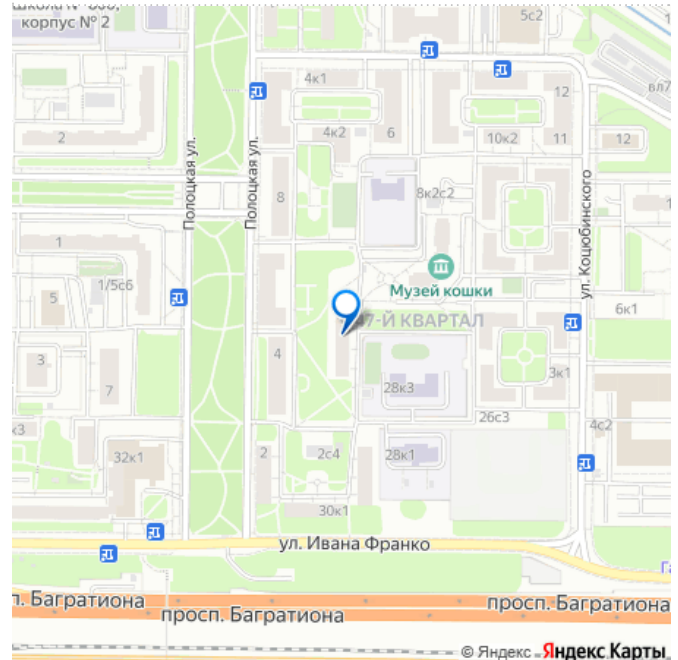 корпус № 2
5с2
4к1
вл7
12
2
4к2
6
10к2
11
12
Полоцкая ул.
Полоцкая ул.
8
8к2с2
ул. Коцюбинского
1
1/5с6
5
Музей кошки
6к1
47-Й КВАРТАЛ
3
7
4
28к3
3к1
26с3
к3
32к1
2
2с4
28к1
4с2
30к1
ул. Ивана Франко
п. Багратиона
просп. Багратиона
просп. Багратиона
© Яндекс Яндекс Карты